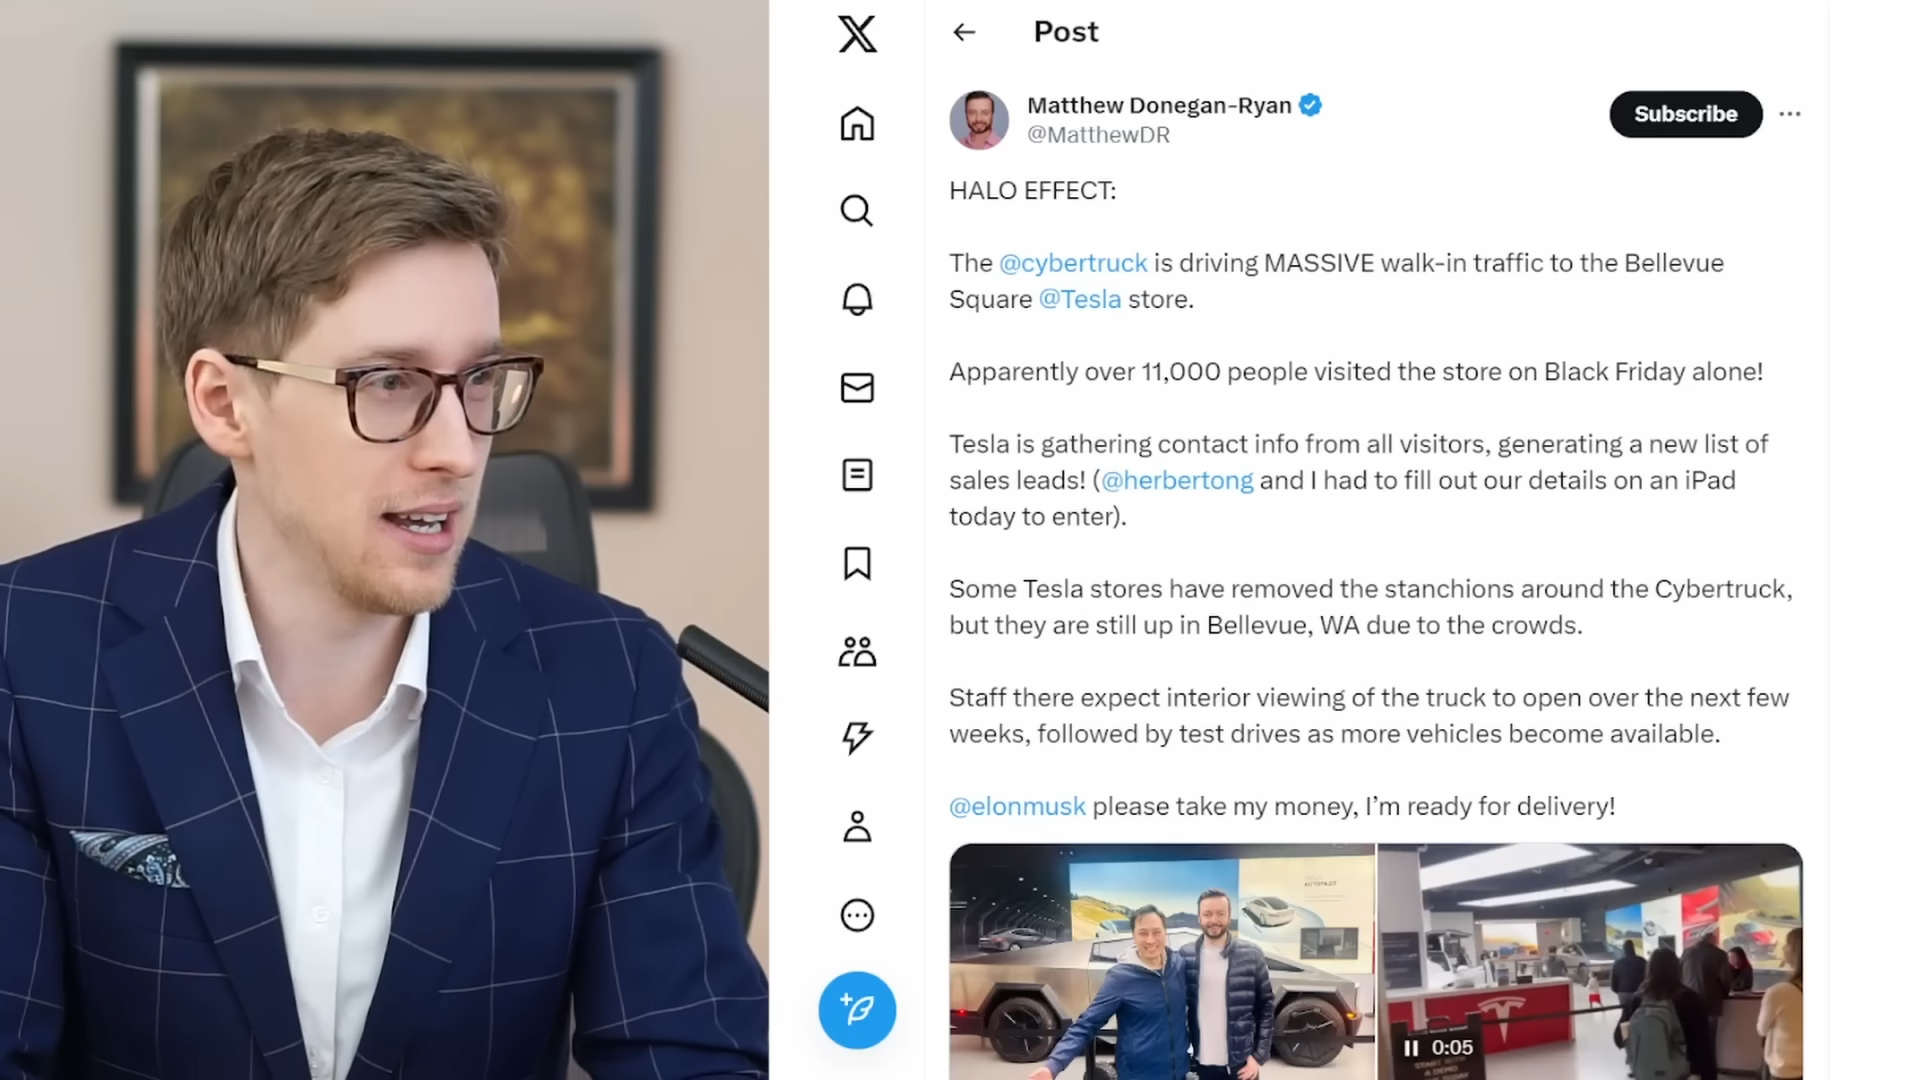 Post
Matthew Donegan-Ryan
@MatthewDR
Subscribe
HALO EFFECT:
The @cybertruck is driving MASSIVE walk-in traffic to the Bellevue
Square @Tesla store.
Apparently over 11,000 people visited the store on Black Friday alone!
Tesla is gathering contact info from all visitors, generating a new list of
sales leads! (@herbertong and I had to fill out our details on an iPad
today to enter).
Some Tesla stores have removed the stanchions around the Cybertruck,
but they are still up in Bellevue, WA due to the crowds.
Staff there expect interior viewing of the truck to open over the next few
weeks, followed by test drives as more vehicles become available.
@elonmusk please take my money, I'm ready for delivery!
AUTOPILOT
0:05